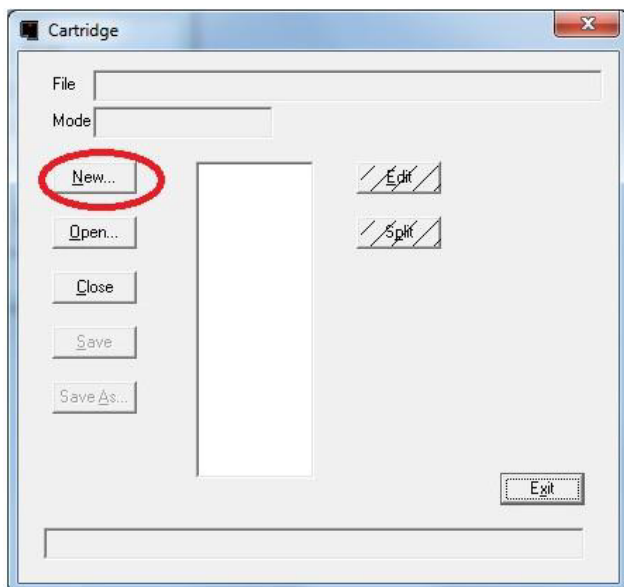 Cartridge
File
Mode
New...
Edit
Open...
Split
Close
Save
Save As...
Exit